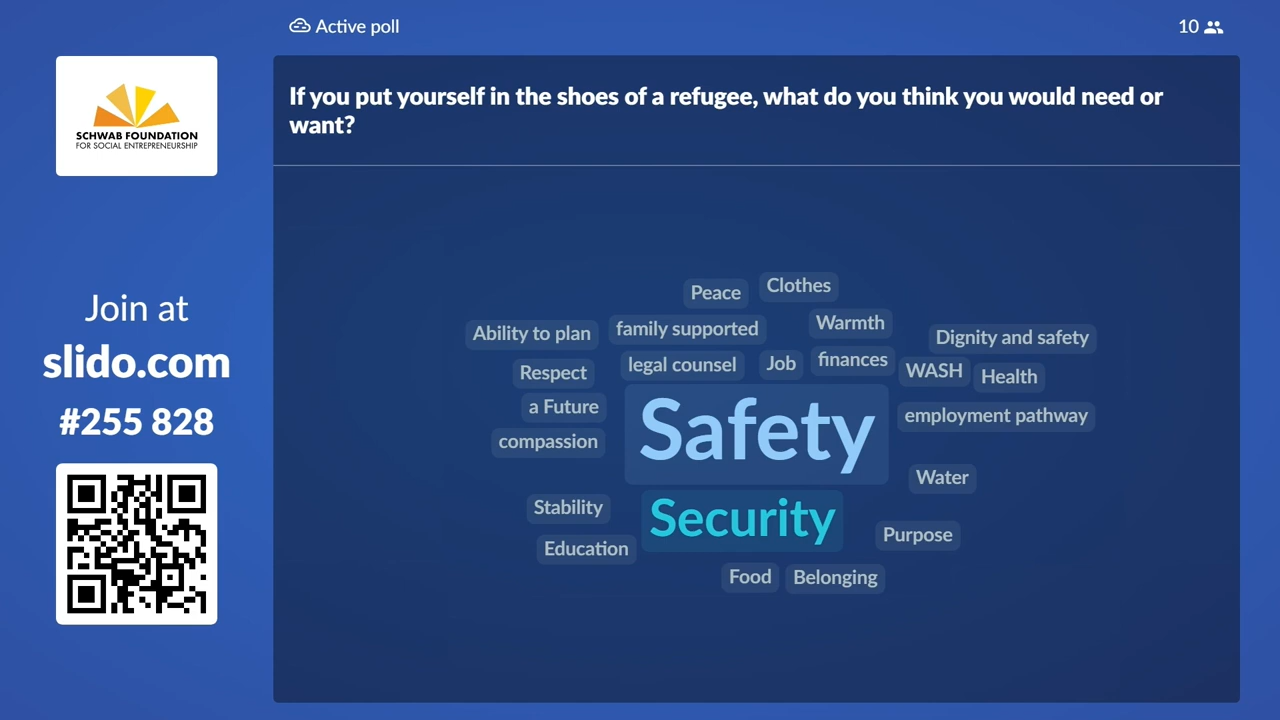 Active poll
10
SCHWAB FOUNDATION
FOR SOCIAL ENTREPRENEURSHIP
If you put yourself in the shoes of a refugee, what do you think you would need or
want?
Join at
slido.com
#255 828
Peace
Clothes
Ability to plan
family supported
Warmth
Dignity and safety
Respect
legal counsel
Job
finances
WASH
Health
a Future
employment pathway
compassion
Safety
Water
Stability
Security
Purpose
Education
Food
Belonging